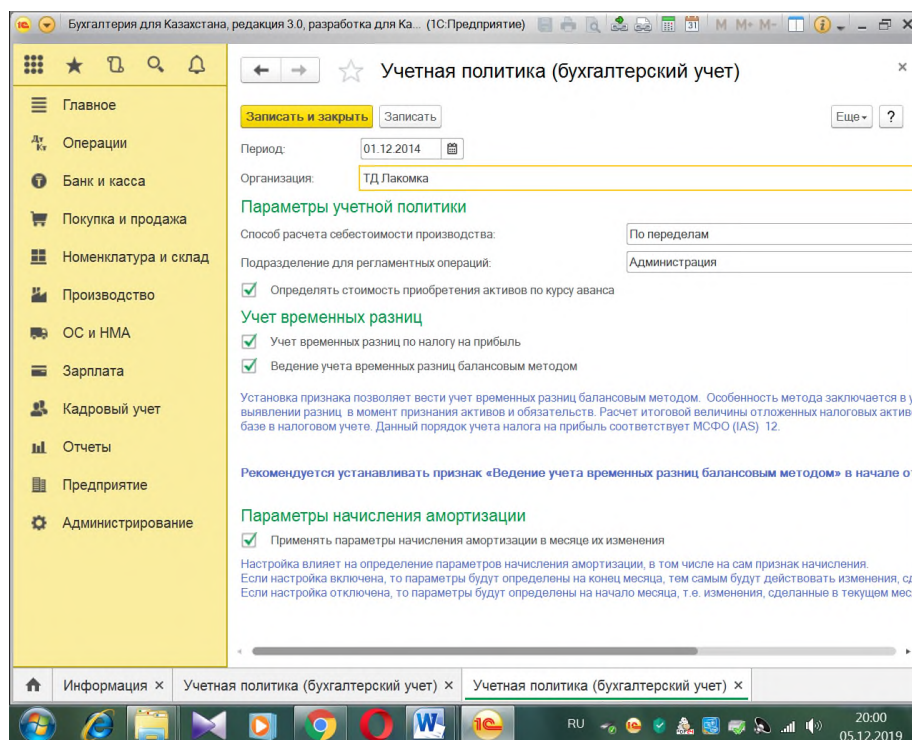 Бухгалтерия для Казахстана, редакция 3.0, разработка для Ка... (1С:Предприятие)
M M+ M-
31
Главное
Операции
Банк и касса
Покупка и продажа
Номенклатура и склад
Производство
ОС и НМА
Зарплата
Кадровый учет
Отчеты
Предприятие
Администрирование
Учетная политика (бухгалтерский учет)
Записать и закрыть Записать Еще ?
Период: 01.12.2014
Организация: ТД Лакомка
Параметры учетной политики
Способ расчета себестоимости производства: По переделам
Подразделение для регламентных операций: Администрация
Определять стоимость приобретения активов по курсу аванса
Учет временных разниц
Учет временных разниц по налогу на прибыль
Ведение учета временных разниц балансовым методом
Установка признака позволяет вести учет временных разниц балансовым методом. Особенность метода заключается в у
выявлении разниц в момент признания активов и обязательств. Расчет итоговой величины отложенных налоговых актив
базе в налоговом учете. Данный порядок учета налога на прибыль соответствует МСФО (IAS) 12.
Рекомендуется устанавливать признак «Ведение учета временных разниц балансовым методом» в начале о
Параметры начисления амортизации
Применять параметры начисления амортизации в месяце их изменения
Настройка влияет на определение параметров начисления амортизации, в том числе на сам признак начисления.
Если настройка включена, то параметры будут определены на конец месяца, тем самым будут действовать изменения, сд
Если настройка отключена, то параметры будут определены на начало месяца, т.е. изменения, сделанные в текущем мес
Информация × Учетная политика (бухгалтерский учет) × Учетная политика (бухгалтерский учет) ×
RU 20:00
05.12.2019